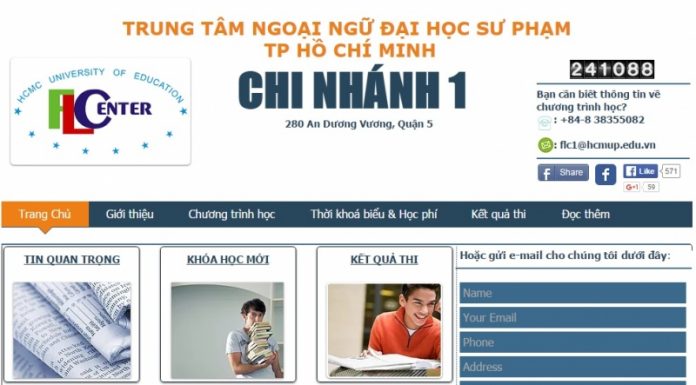 TRUNG TÂM NGOẠI NGỮ ĐẠI HỌC SƯ PHẠM
TP HỒ CHÍ MINH
HCMC UNIVERSITY OF EDUCATION
FLCENTER
CHI NHÁNH 1
280 An Dương Vương, Quận 5
241088
Bạn cần biết thông tin về
chương trình học?
: +84-8 38355082
: flc1@hcmup.edu.vn
f Share
f
f Like 571
g+1 59
Trang Chủ Giới thiệu Chương trình học Thời khoá biểu & Học phí Kết quả thi Đọc thêm
TIN QUAN TRỌNG
KHÓA HỌC MỚI
KẾT QUẢ THI
Hoặc gửi e-mail cho chúng tôi dưới đây:
Name
Your Email
Phone
Address